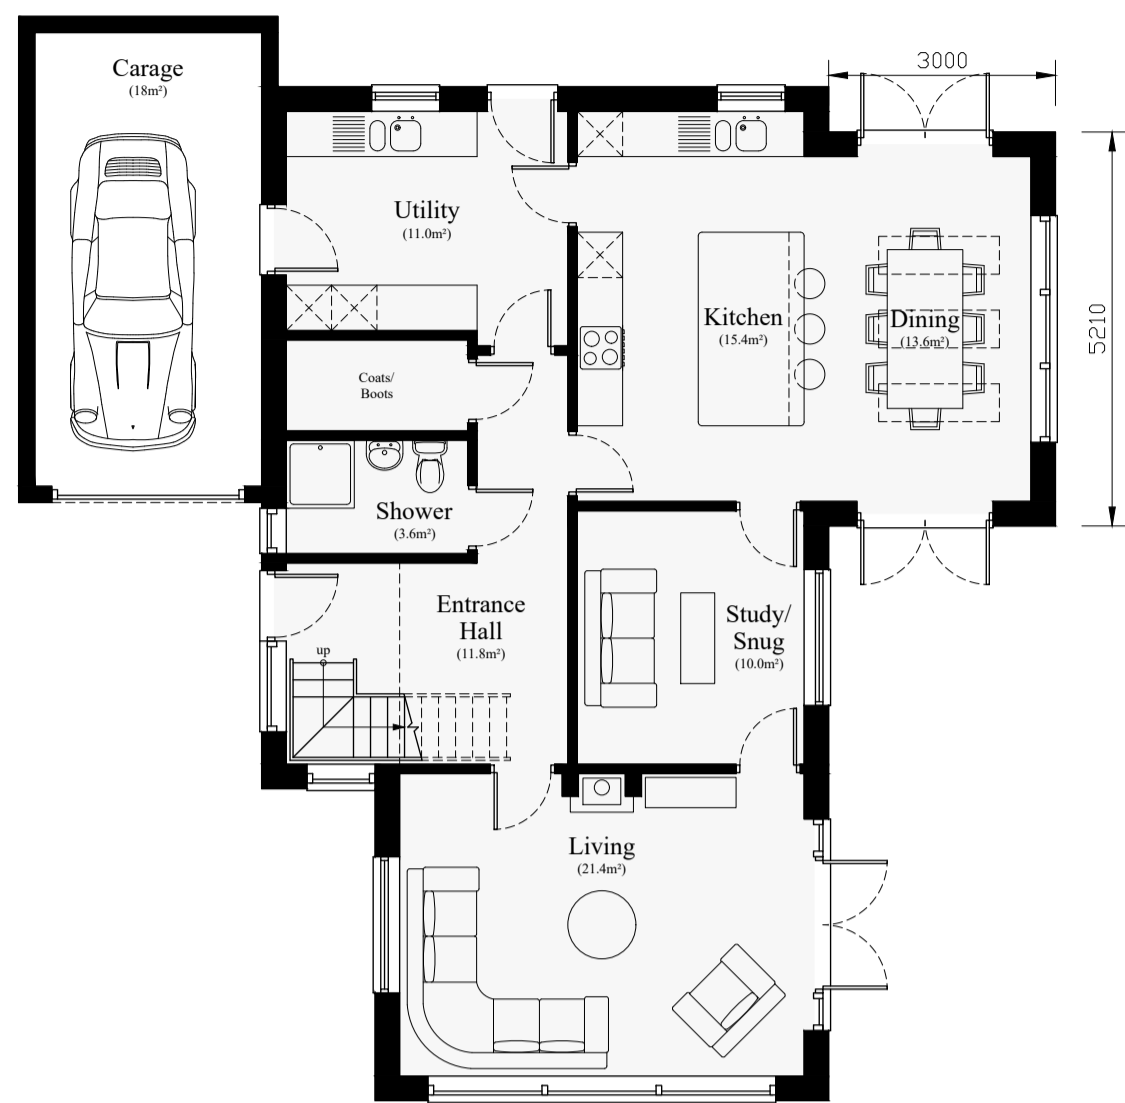 Garage
(18m²)
3000
Utility
(11.0m²)
Kitchen
(15.4m²)
Dining
(13.6m²)
5210
Coats/
Boots
Shower
(3.6m²)
Entrance
Hall
(11.8m²)
up
Study/
Snug
(10.0m²)
Living
(21.4m²)